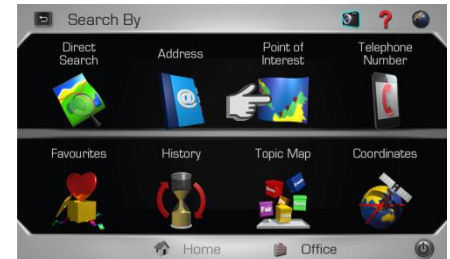 Search By
Direct
Search
Address
Point of
Interest
Telephone
Number
Favourites
History
Topic Map
Coordinates
Home
Office